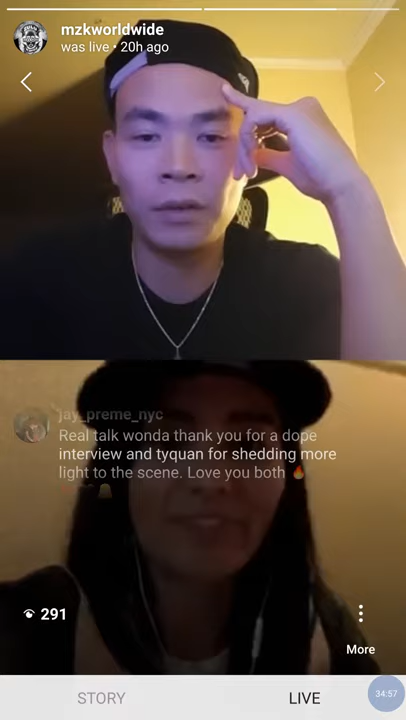 mzkworldwide
was live • 20h ago
jay_preme_nyc
Real talk wonda thank you for a dope
interview and tyquan for shedding more
light to the scene. Love you both 🔥
291
More
STORY
LIVE
34:57